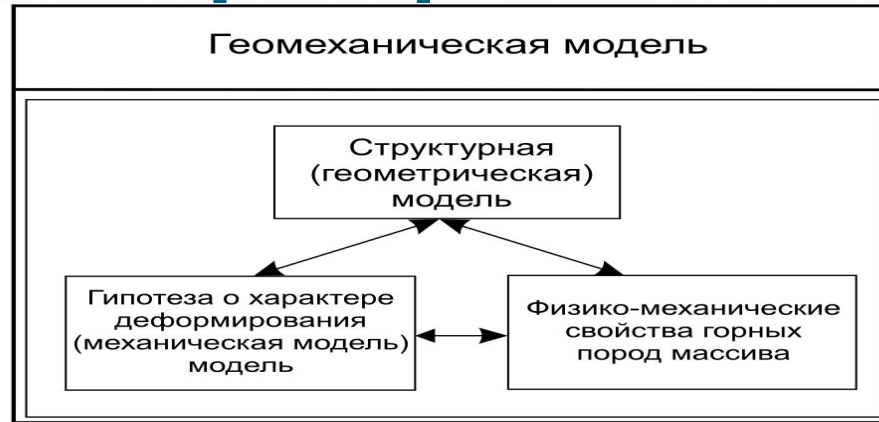 Геомеханическая модель
Структурная
(геометрическая)
модель
Гипотеза о характере
деформирования
(механическая модель)
модель
Физико-механические
свойства горных
пород массива